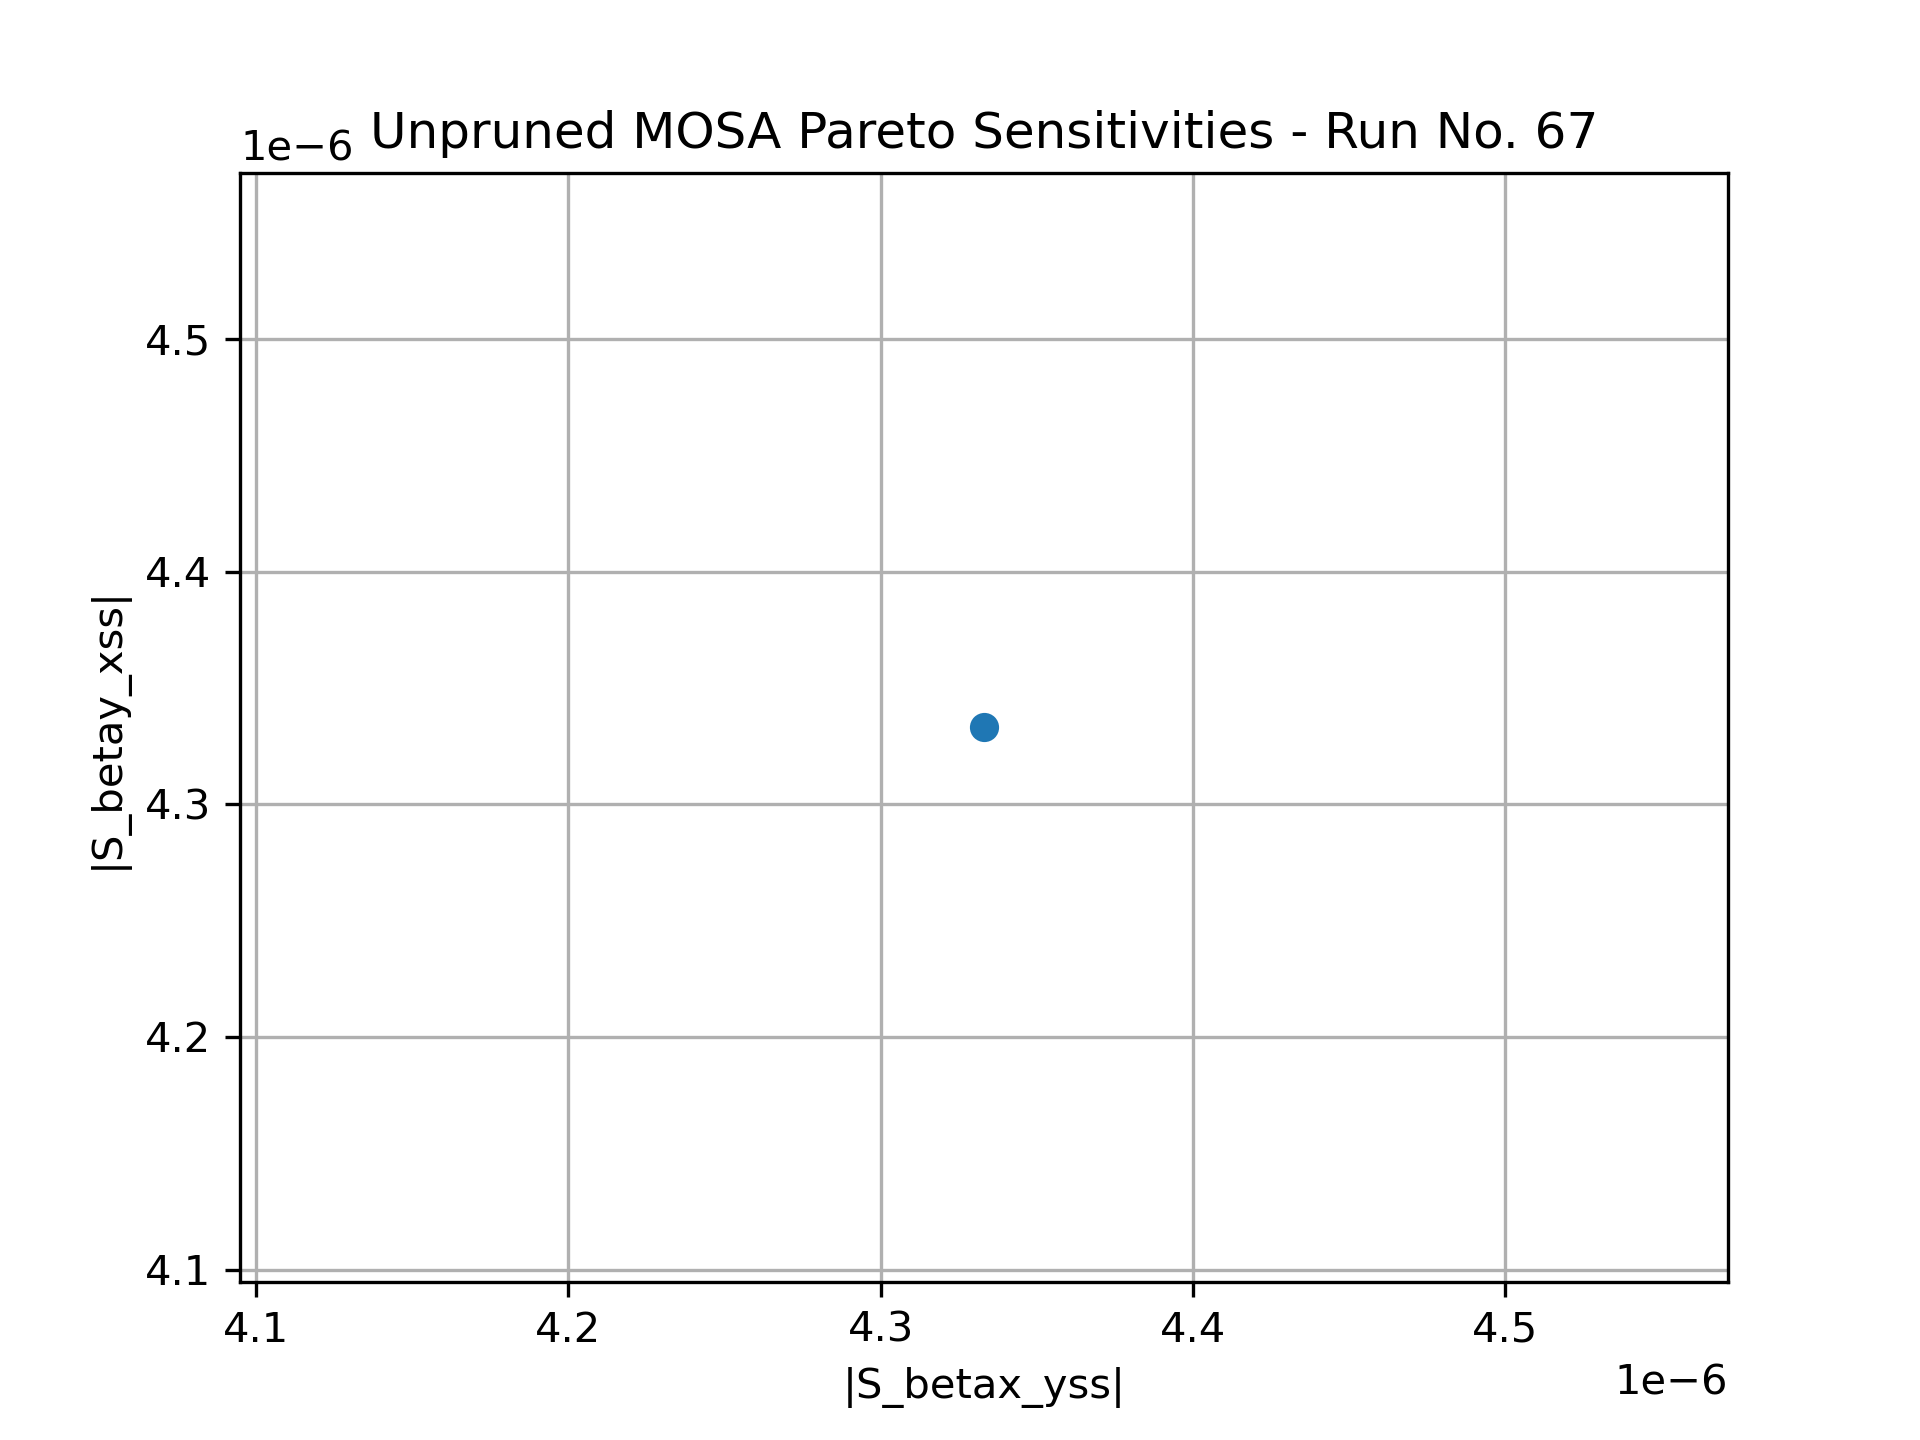 Unpruned MOSA Pareto Sensitivities - Run No. 67
1e−6
4.5
4.4
4.3
4.2
4.1
|S_betay_xss|
4.1 4.2 4.3 4.4 4.5
1e−6
|S_betax_yss|